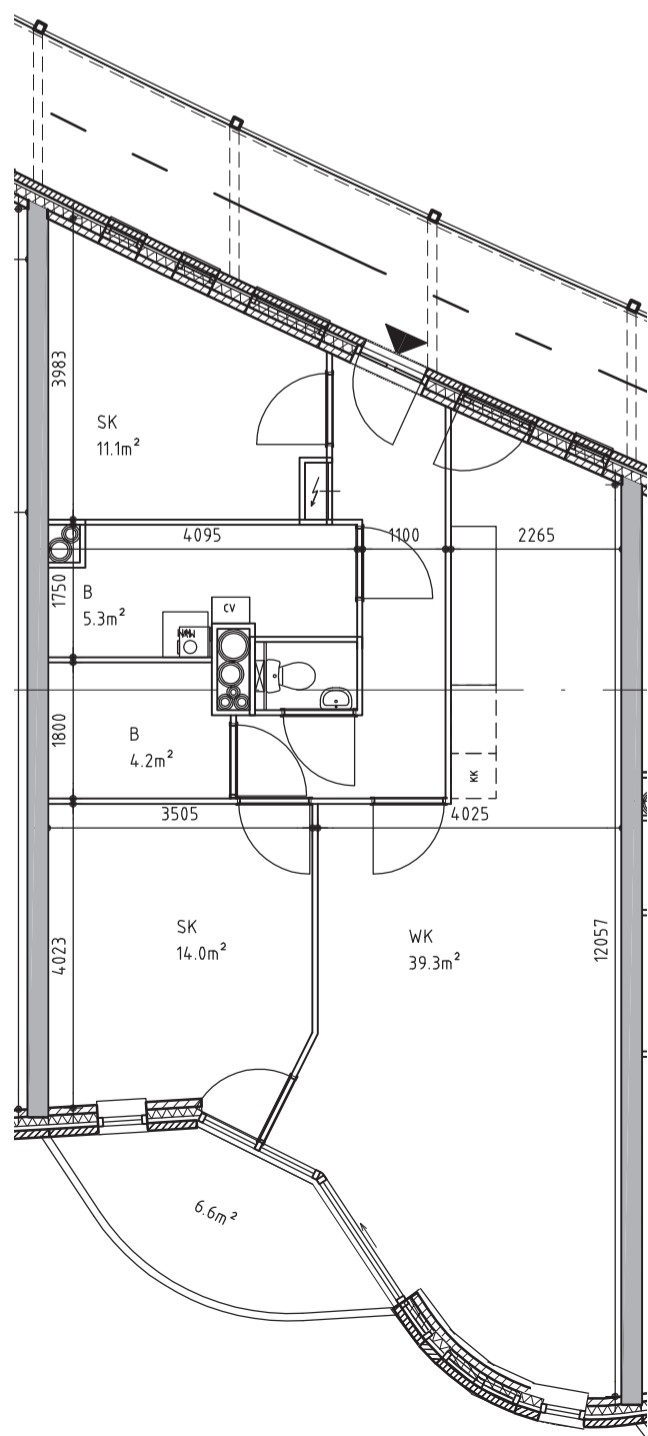 3983
SK
11.1m²
4095
1100
2265
1750
B
5.3m²
CV
WM
1800
B
4.2m²
KK
3505
4025
SK
14.0m²
WK
39.3m²
4023
12057
6.6m²